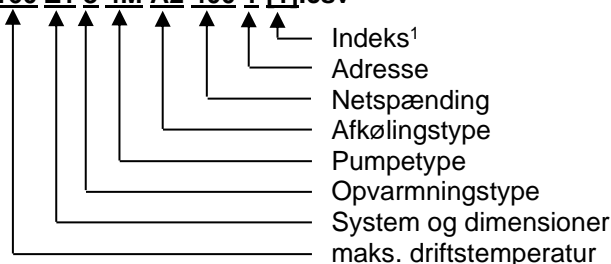 Indeks¹
Adresse
Netspænding
Afkølingstype
Pumpetype
Opvarmningstype
System og dimensioner
maks. driftstemperatur